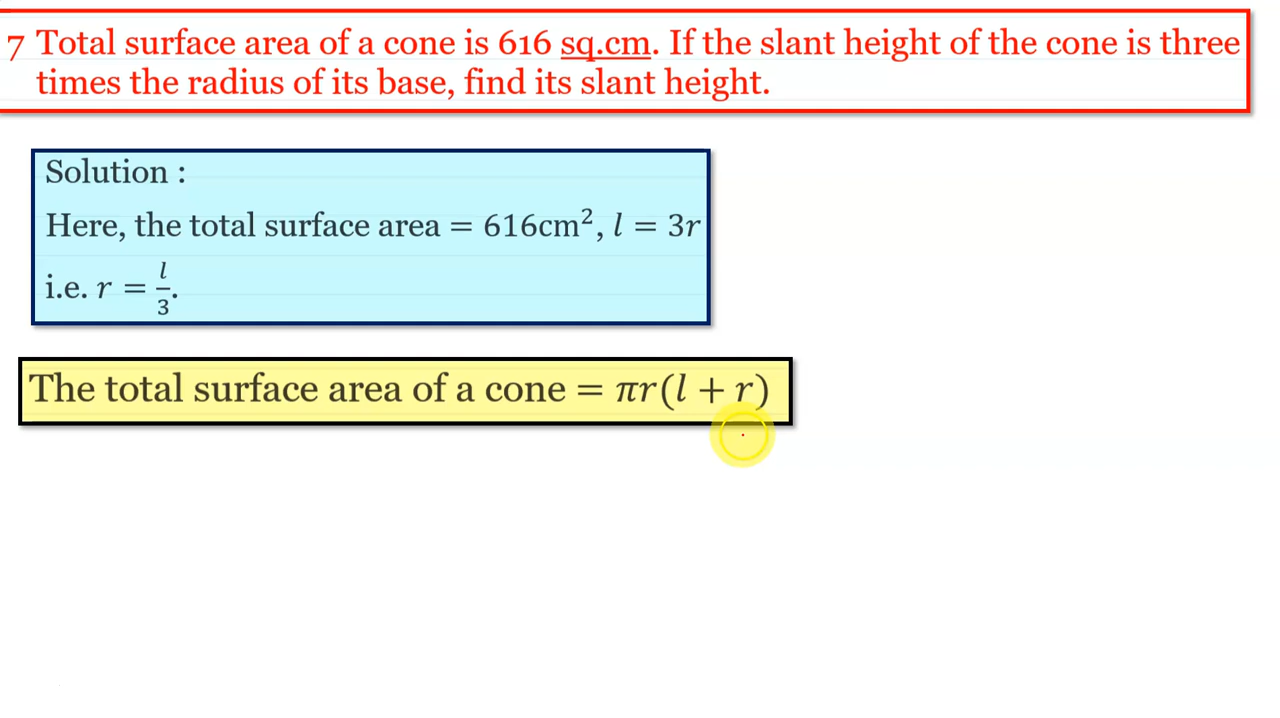 7 Total surface area of a cone is 616 sq.cm. If the slant height of the cone is three
times the radius of its base, find its slant height.
Solution :
Here, the total surface area = 616cm², l = 3r
i.e. r = l/3.
The total surface area of a cone = πr(l + r)